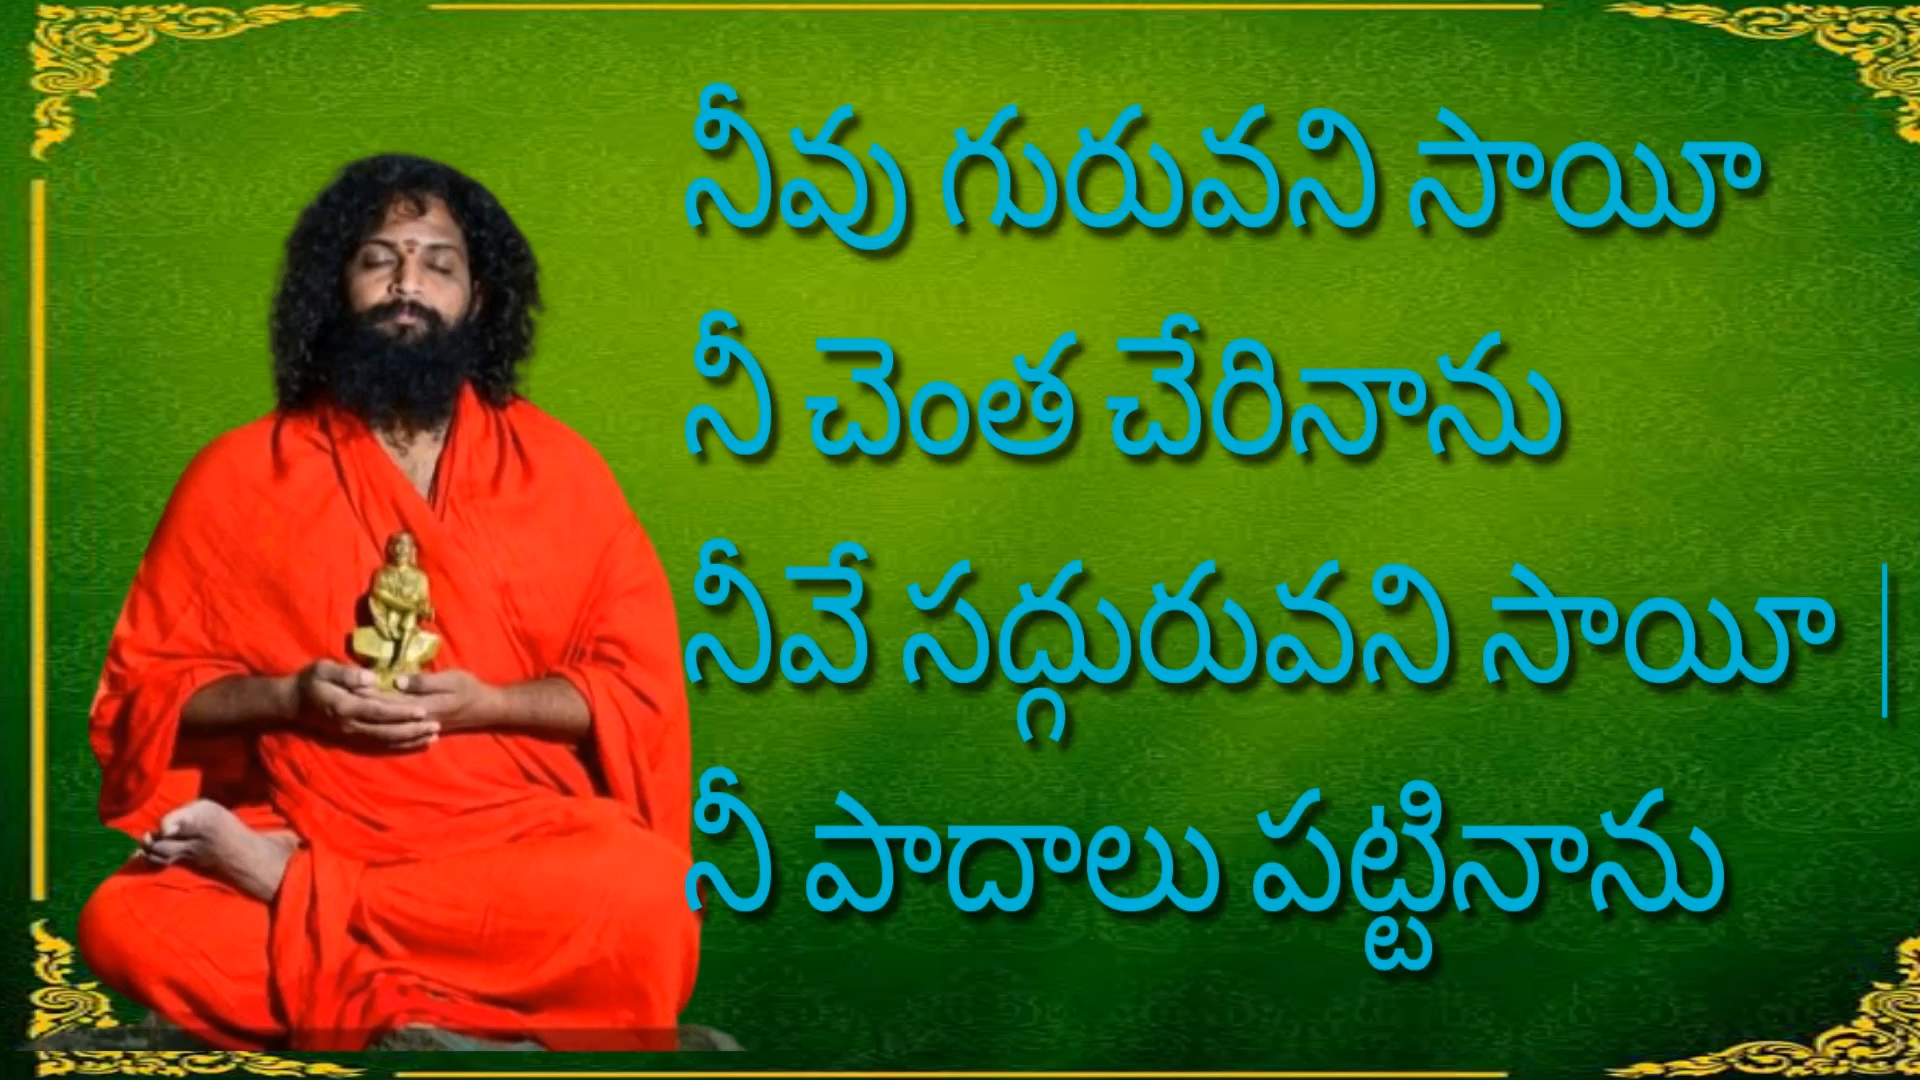 నీవు గురువని సాయీ
నీ చెంత చేరినాను
నీవే సద్గురువని సాయీ |
నీ పాదాలు పట్టినాను